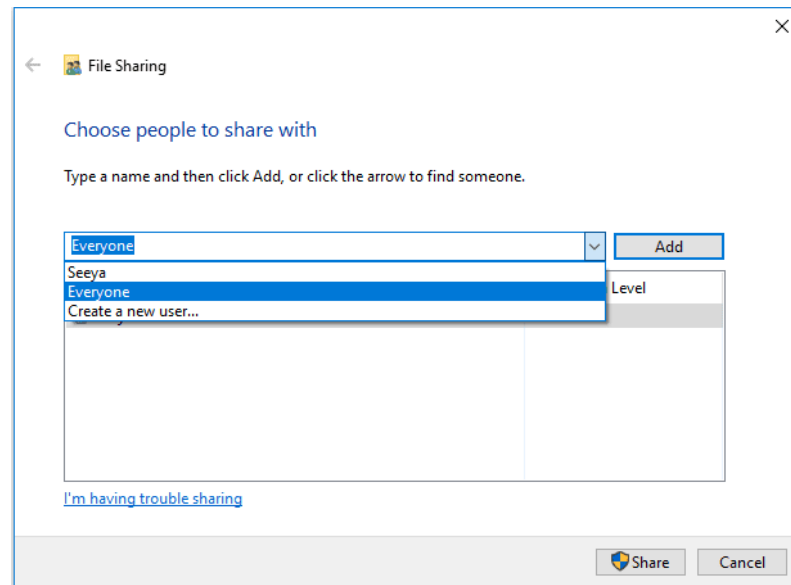 File Sharing
Choose people to share with
Type a name and then click Add, or click the arrow to find someone.
Everyone
Add
Seeya
Everyone
Create a new user...
Level
I'm having trouble sharing
Share
Cancel